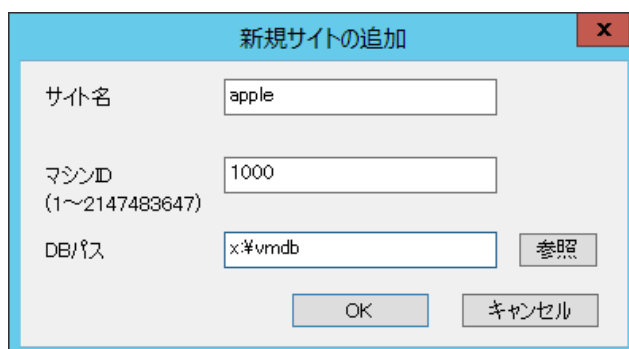 新規サイトの追加
x
サイト名
apple
マシンID
1000
(1～2147483647)
DBパス
x:¥vmdb
参照
OK
キャンセル